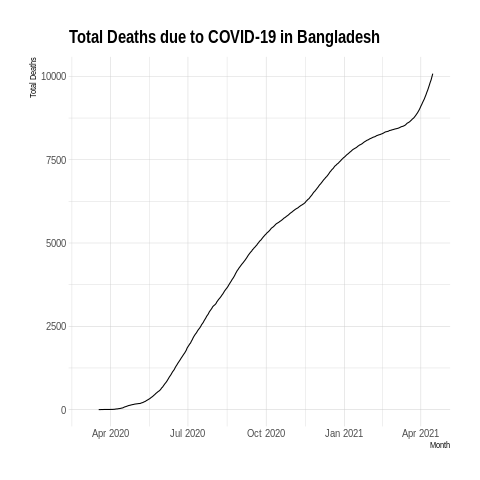 Total Deaths due to COVID-19 in Bangladesh
Total Deaths
10000
7500
5000
2500
0
Apr 2020 Jul 2020 Oct 2020 Jan 2021 Apr 2021
Month